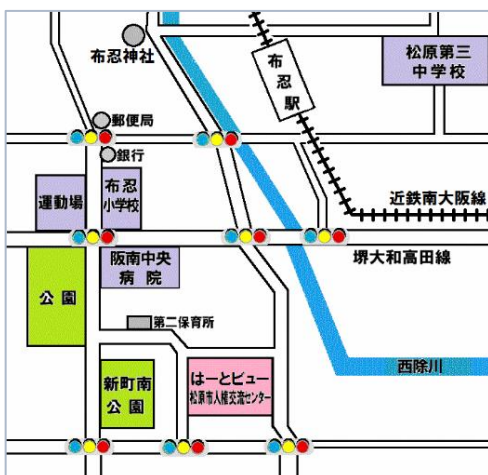 布忍神社
布忍駅
松原第三
中学校
郵便局
銀行
運動場
布忍
小学校
近鉄南大阪線
堺大和高田線
阪南中央
病院
公園
第二保育所
西除川
新町南
公園
はーとビュー
松原市人権交流センター